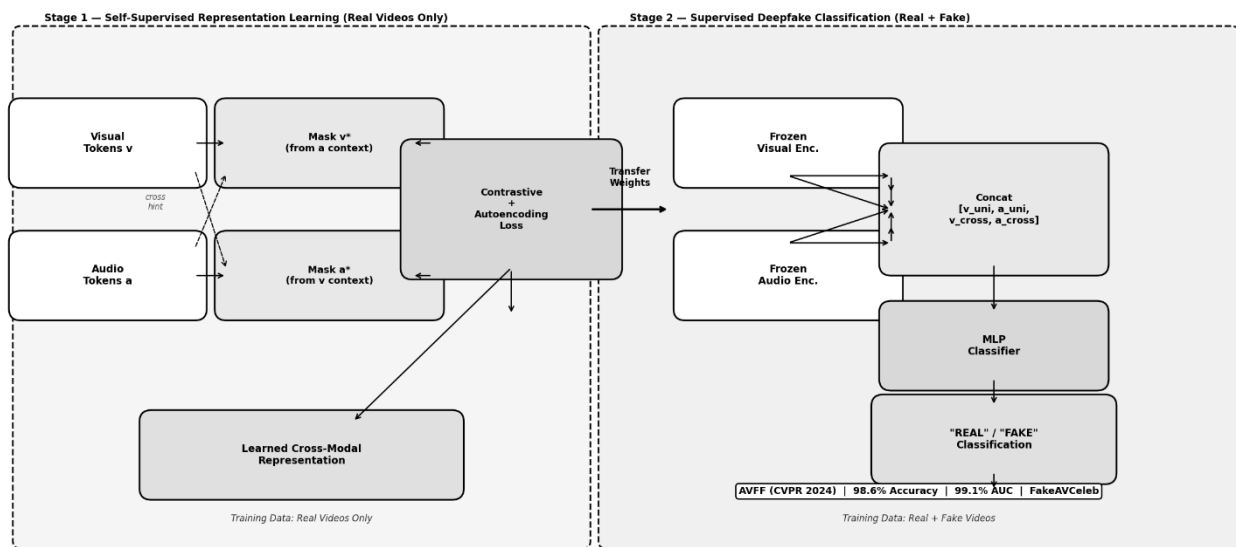 Stage 1 — Self-Supervised Representation Learning (Real Videos Only)
Visual
Tokens v
Mask v*
(from a context)
cross
hint
Audio
Tokens a
Mask a*
(from v context)
Contrastive
+
Autoencoding
Loss
Transfer
Weights
Learned Cross-Modal
Representation
Training Data: Real Videos Only
Stage 2 — Supervised Deepfake Classification (Real + Fake)
Frozen
Visual Enc.
Frozen
Audio Enc.
Concat
[v_uni, a_uni,
v_cross, a_cross]
MLP
Classifier
"REAL" / "FAKE"
Classification
AVFF (CVPR 2024) | 98.6% Accuracy | 99.1% AUC | FakeAVCeleb
Training Data: Real + Fake Videos